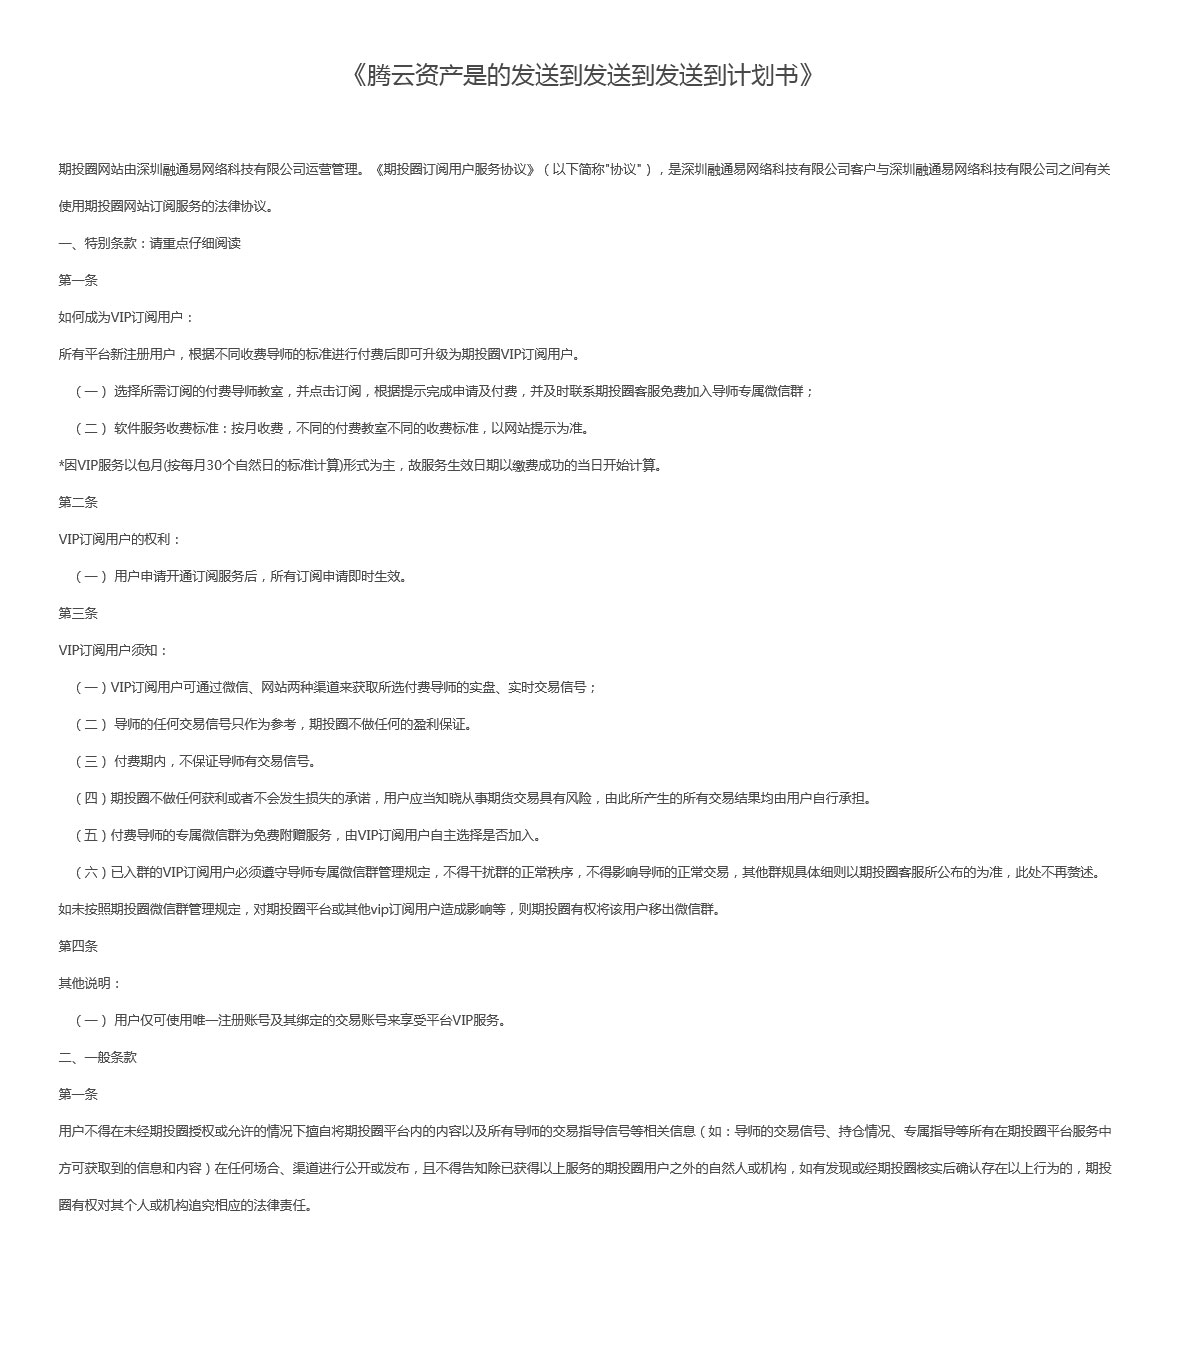 《腾云资产是的发送到发送到发送到计划书》
期投圈网站由深圳融通易网络科技有限公司运营管理。《期投圈订阅用户服务协议》（以下简称"协议"），是深圳融通易网络科技有限公司客户与深圳融通易网络科技有限公司之间有关
使用期投圈网站订阅服务的法律协议。
一、特别条款：请重点仔细阅读
第一条
如何成为VIP订阅用户：
所有平台新注册用户，根据不同收费导师的标准进行付费后即可升级为期投圈VIP订阅用户。
（一） 选择所需订阅的付费导师教室，并点击订阅，根据提示完成申请及付费，并及时联系期投圈客服免费加入导师专属微信群；
（二） 软件服务收费标准：按月收费，不同的付费教室不同的收费标准，以网站提示为准。
*因VIP服务以包月(按每月30个自然日的标准计算)形式为主，故服务生效日期以缴费成功的当日开始计算。
第二条
VIP订阅用户的权利：
（一） 用户申请开通订阅服务后，所有订阅申请即时生效。
第三条
VIP订阅用户须知：
（一）VIP订阅用户可通过微信、网站两种渠道来获取所选付费导师的实盘、实时交易信号；
（二） 导师的任何交易信号只作为参考，期投圈不做任何的盈利保证。
（三） 付费期内，不保证导师有交易信号。
（四）期投圈不做任何获利或者不会发生损失的承诺，用户应当知晓从事期货交易具有风险，由此所产生的所有交易结果均由用户自行承担。
（五）付费导师的专属微信群为免费附赠服务，由VIP订阅用户自主选择是否加入。
（六）已入群的VIP订阅用户必须遵守导师专属微信群管理规定，不得干扰群的正常秩序，不得影响导师的正常交易，其他群规具体细则以期投圈客服所公布的为准，此处不再赘述。
如未按照期投圈微信群管理规定，对期投圈平台或其他vip订阅用户造成影响等，则期投圈有权将该用户移出微信群。
第四条
其他说明：
（一） 用户仅可使用唯一注册账号及其绑定的交易账号来享受平台VIP服务。
二、一般条款
第一条
用户不得在未经期投圈授权或允许的情况下擅自将期投圈平台内的内容以及所有导师的交易指导信号等相关信息（如：导师的交易信号、持仓情况、专属指导等所有在期投圈平台服务中
方可获取到的信息和内容）在任何场合、渠道进行公开或发布，且不得告知除已获得以上服务的期投圈用户之外的自然人或机构，如有发现或经期投圈核实后确认存在以上行为的，期投
圈有权对其个人或机构追究相应的法律责任。